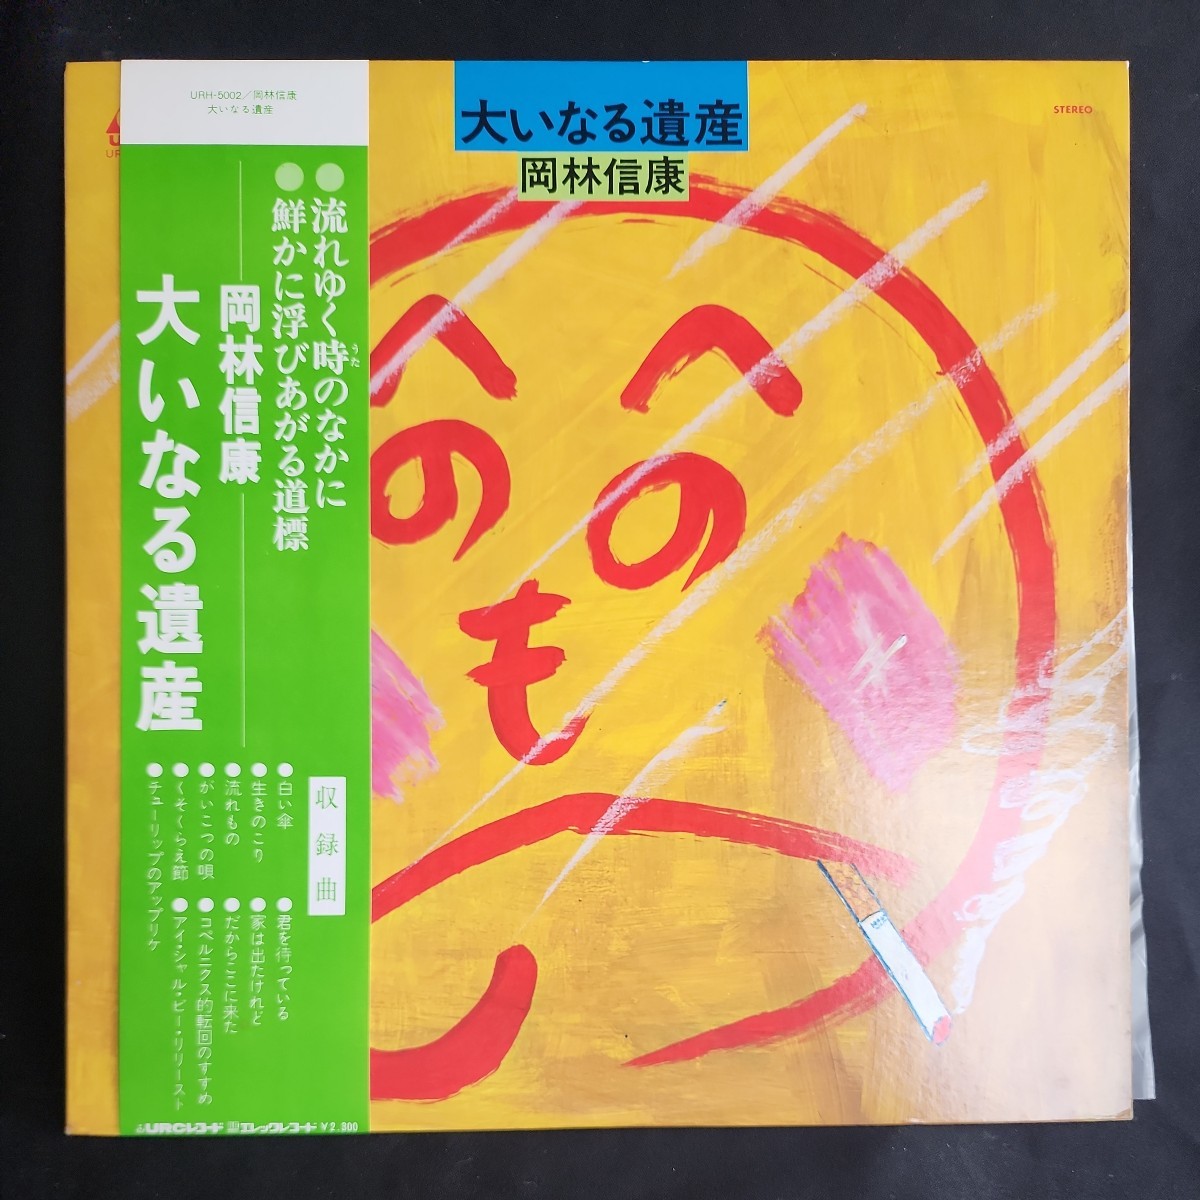 URH-5002/岡林信康
大いなる遺産
●流れゆく時のなかに
うた
●鮮かに浮びあがる道標
岡林信康
大いなる遺産
収録曲
●白い傘
●生きのこり
●流れもの
●がいこつの唄
●くそくらえ節
●チューリップのアップリケ
●君を待っている
●家は出たけれど
●だからここに来た
●コペルニクス的転回のすすめ
●アイ・シャル・ビー・リリースト
URCレコード エレックレコード ¥2,300
大いなる遺産
岡林信康
STEREO
へ へ
の の
も
へ
じ